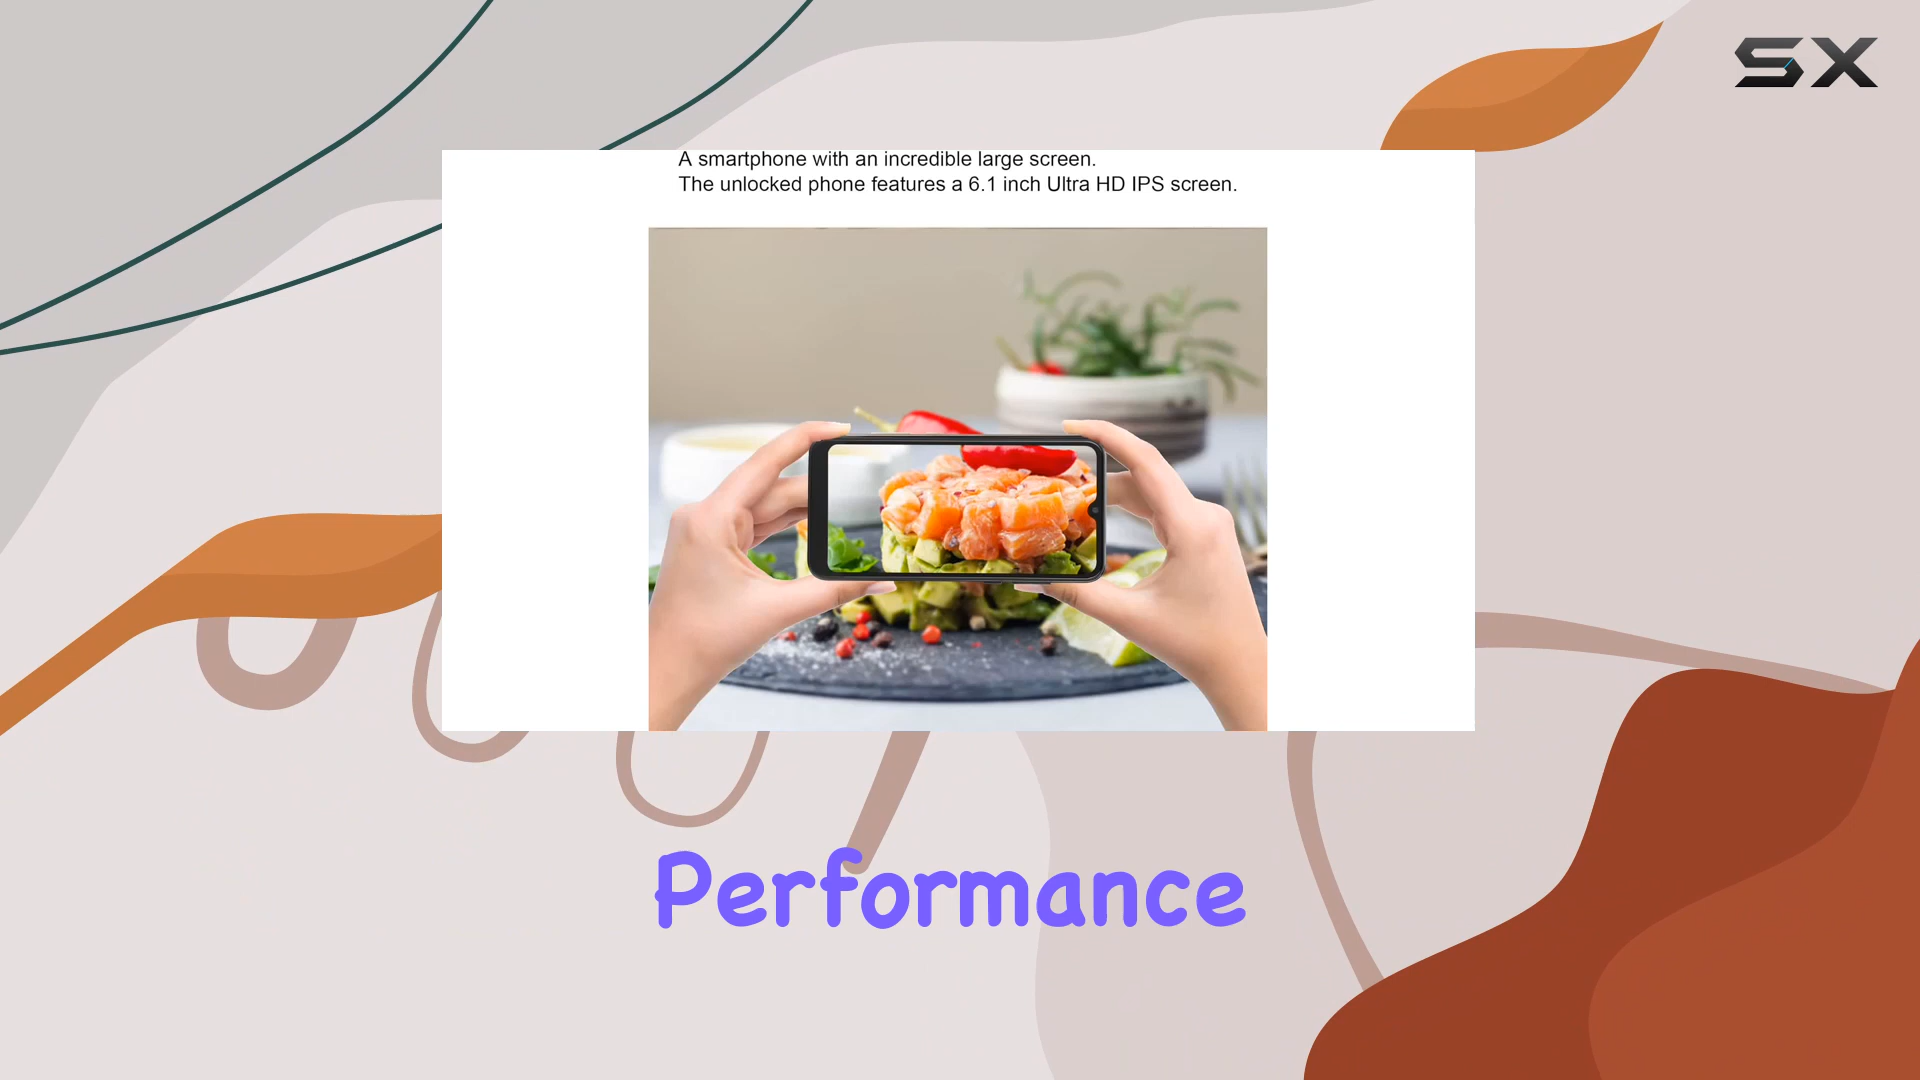 SX
A smartphone with an incredible large screen.
The unlocked phone features a 6.1 inch Ultra HD IPS screen.
Performance